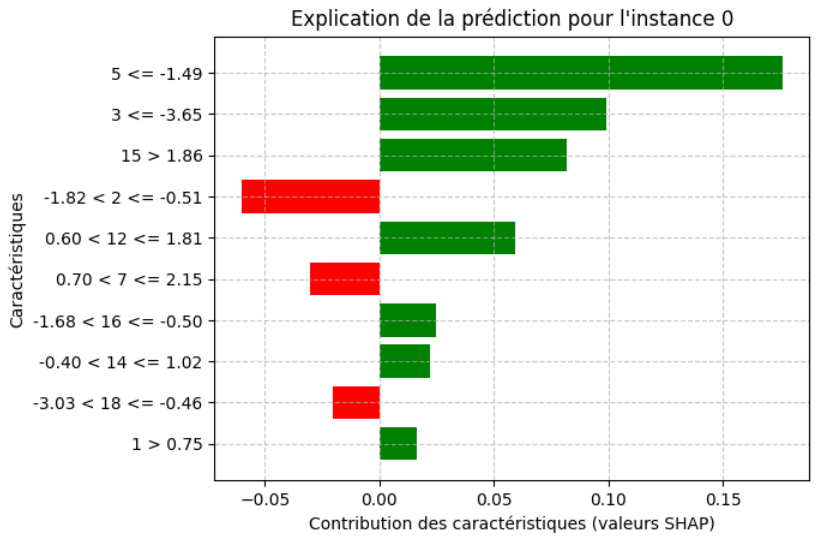 Explication de la prédiction pour l'instance 0
Caractéristiques
5 <= -1.49
3 <= -3.65
15 > 1.86
-1.82 < 2 <= -0.51
0.60 < 12 <= 1.81
0.70 < 7 <= 2.15
-1.68 < 16 <= -0.50
-0.40 < 14 <= 1.02
-3.03 < 18 <= -0.46
1 > 0.75
−0.05 0.00 0.05 0.10 0.15
Contribution des caractéristiques (valeurs SHAP)